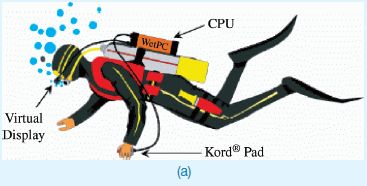 CPU
WetPC
Virtual
Display
Kord® Pad
(a)